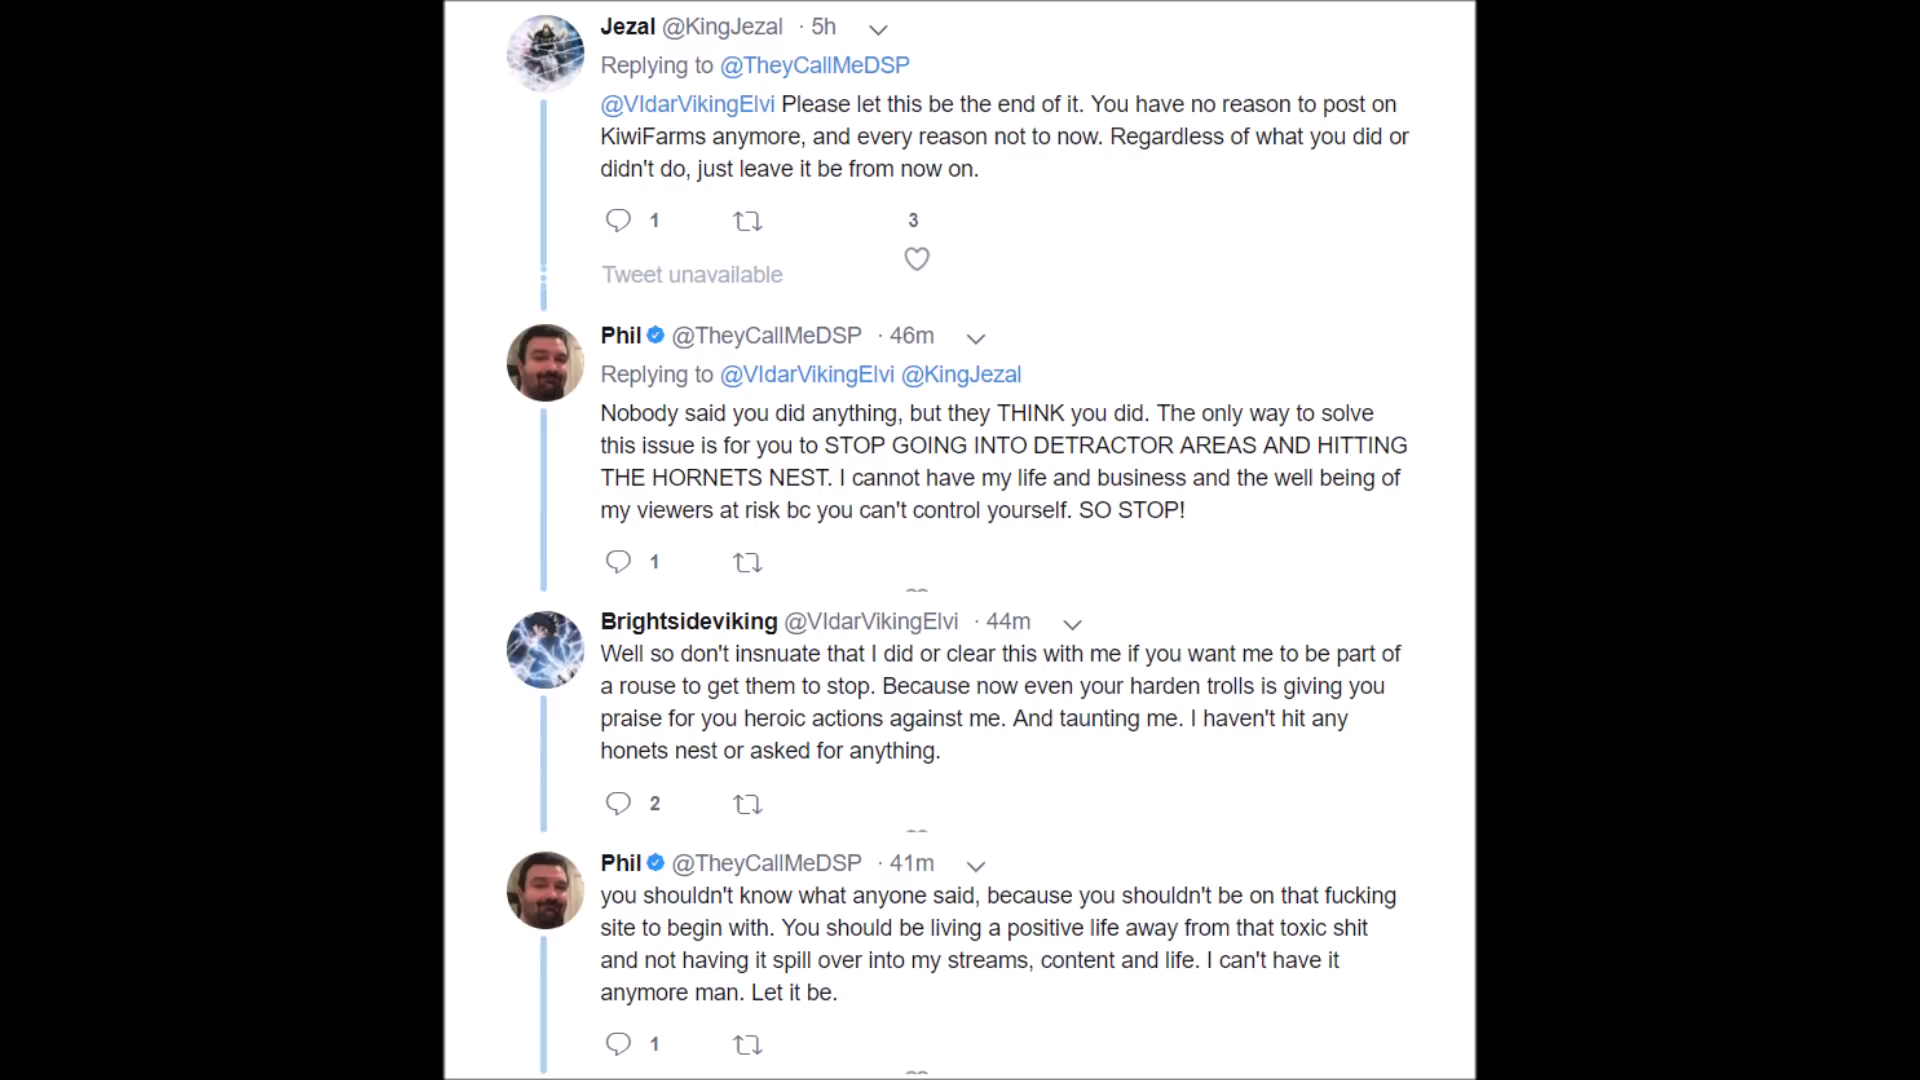 Jezal @KingJezal · 5h
Replying to @TheyCallMeDSP
@VIdarVikingElvi Please let this be the end of it. You have no reason to post on
KiwiFarms anymore, and every reason not to now. Regardless of what you did or
didn't do, just leave it be from now on.
1 3
Tweet unavailable
Phil @TheyCallMeDSP · 46m
Replying to @VIdarVikingElvi @KingJezal
Nobody said you did anything, but they THINK you did. The only way to solve
this issue is for you to STOP GOING INTO DETRACTOR AREAS AND HITTING
THE HORNETS NEST. I cannot have my life and business and the well being of
my viewers at risk bc you can't control yourself. SO STOP!
1
Brightsideviking @VIdarVikingElvi · 44m
Well so don't insnuate that I did or clear this with me if you want me to be part of
a rouse to get them to stop. Because now even your harden trolls is giving you
praise for you heroic actions against me. And taunting me. I haven't hit any
honets nest or asked for anything.
2
Phil @TheyCallMeDSP · 41m
you shouldn't know what anyone said, because you shouldn't be on that fucking
site to begin with. You should be living a positive life away from that toxic shit
and not having it spill over into my streams, content and life. I can't have it
anymore man. Let it be.
1